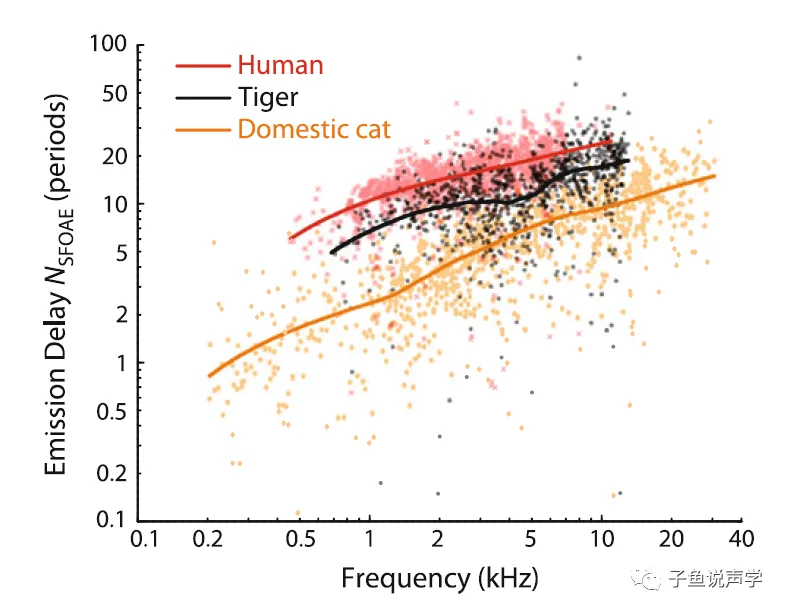 100
50
20
10
5
2
1
0.5
0.2
0.1
Emission Delay NSFOAE (periods)
Human
Tiger
Domestic cat
0.1 0.2 0.5 1 2 5 10 20 40
Frequency (kHz)
子鱼说声学